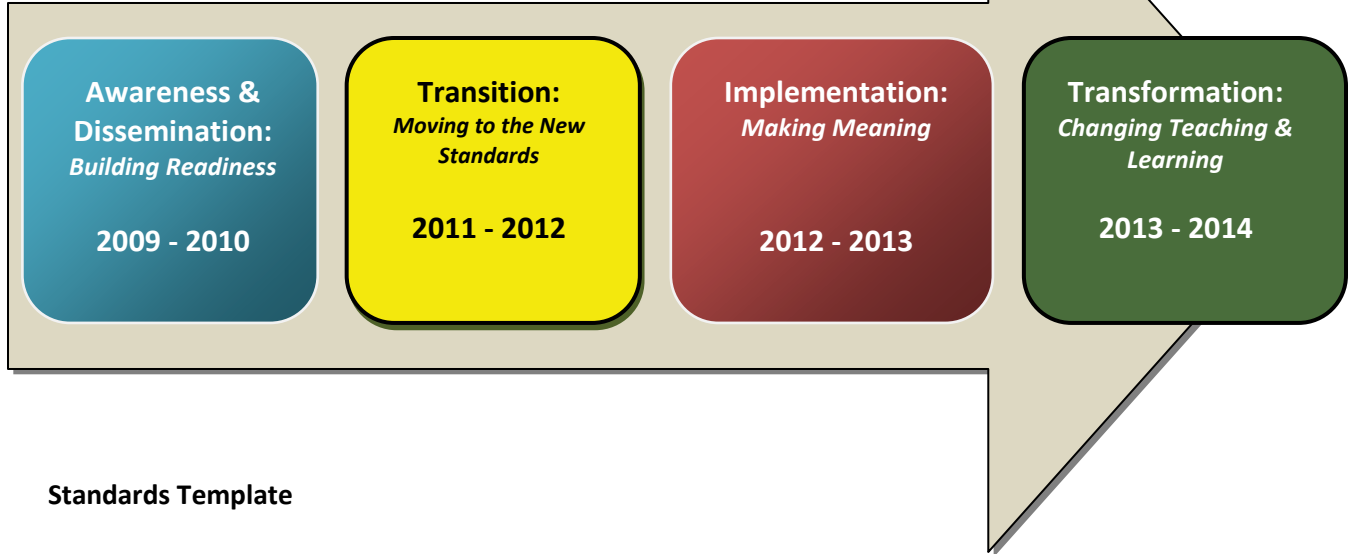 Awareness &
Dissemination:
Building Readiness
2009 - 2010
Transition:
Moving to the New
Standards
2011 - 2012
Implementation:
Making Meaning
2012 - 2013
Transformation:
Changing Teaching &
Learning
2013 - 2014
Standards Template